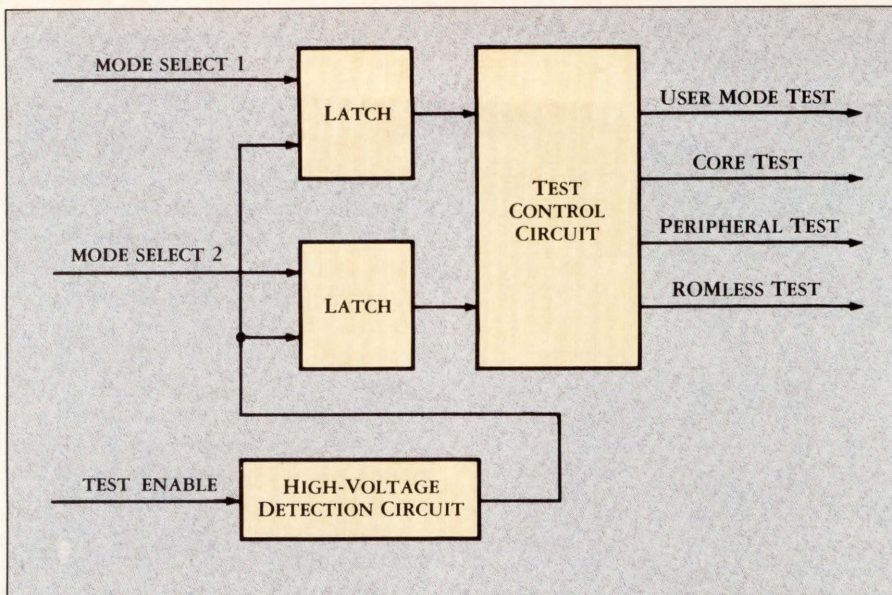 MODE SELECT 1
LATCH
USER MODE TEST
CORE TEST
TEST
CONTROL
CIRCUIT
PERIPHERAL TEST
MODE SELECT 2
LATCH
ROMLESS TEST
TEST ENABLE
HIGH-VOLTAGE
DETECTION CIRCUIT